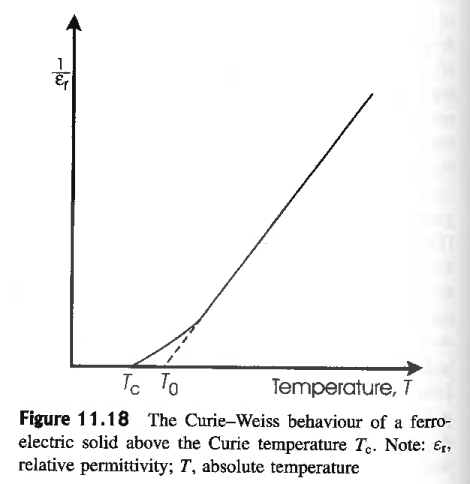 1
εr
Tc T0 Temperature, T
Figure 11.18 The Curie–Weiss behaviour of a ferro-
electric solid above the Curie temperature Tc. Note: εr,
relative permittivity; T, absolute temperature